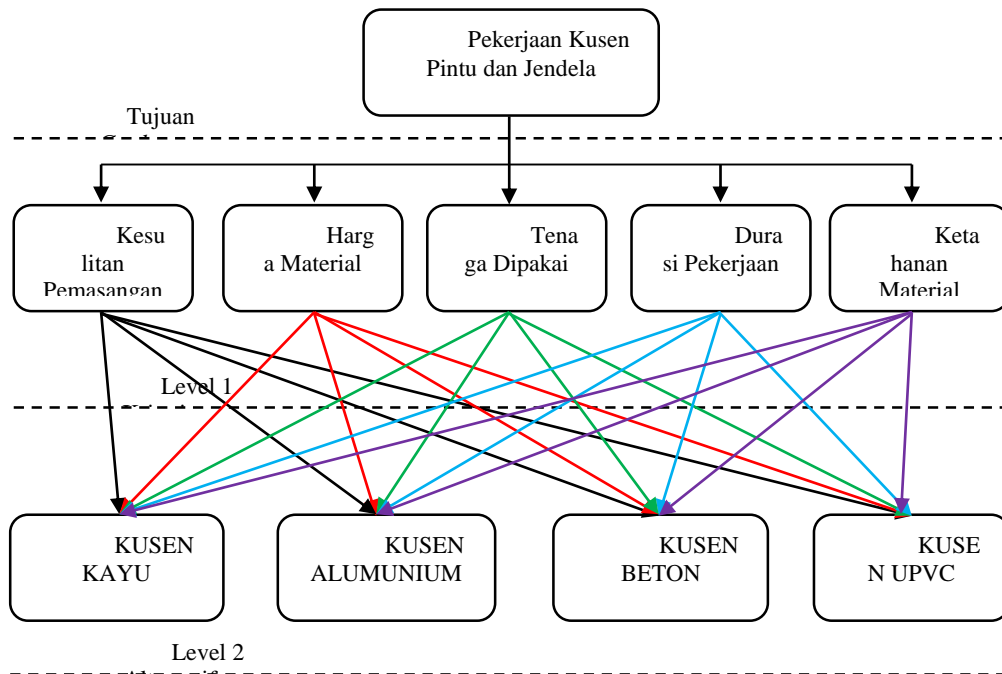 Pekerjaan Kusen
Pintu dan Jendela
Tujuan
Kesu
litan
Pemasangan
Harg
a Material
Tena
ga Dipakai
Dura
si Pekerjaan
Keta
hanan
Material
Level 1
KUSEN
KAYU
KUSEN
ALUMUNIUM
KUSEN
BETON
KUSE
N UPVC
Level 2